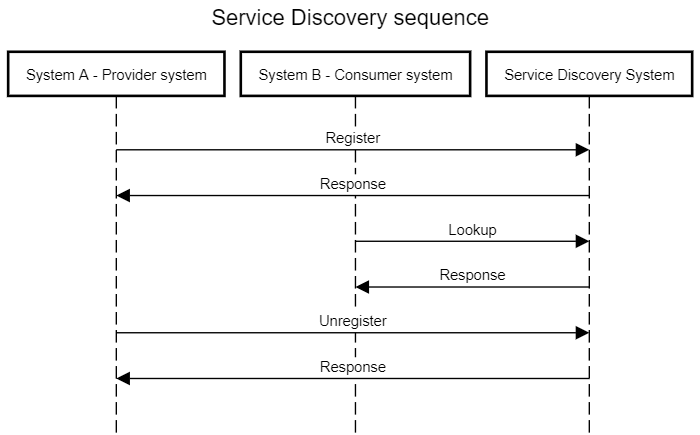 Service Discovery sequence
System A - Provider system
System B - Consumer system
Service Discovery System
Register
Response
Lookup
Response
Unregister
Response